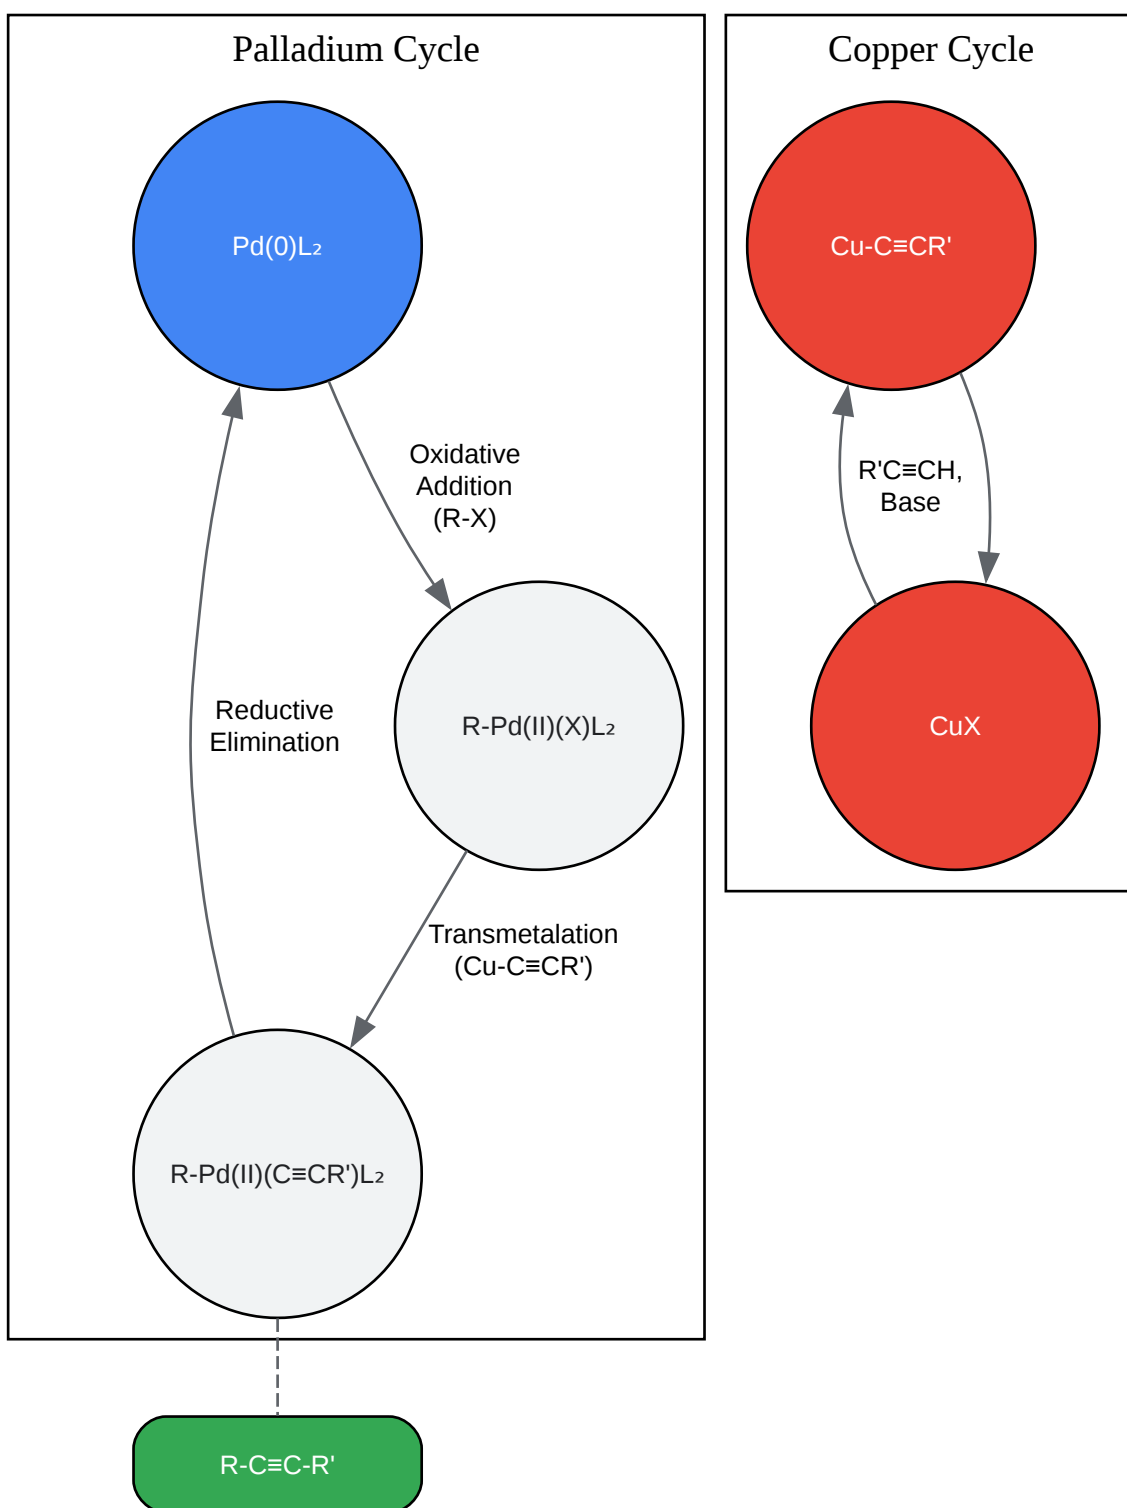 Palladium Cycle
Pd(0)L₂
Oxidative
Addition
(R-X)
Reductive
Elimination
R-Pd(II)(X)L₂
Transmetalation
(Cu-C≡CR')
R-Pd(II)(C≡CR')L₂
R-C≡C-R'
Copper Cycle
Cu-C≡CR'
R'C≡CH,
Base
CuX